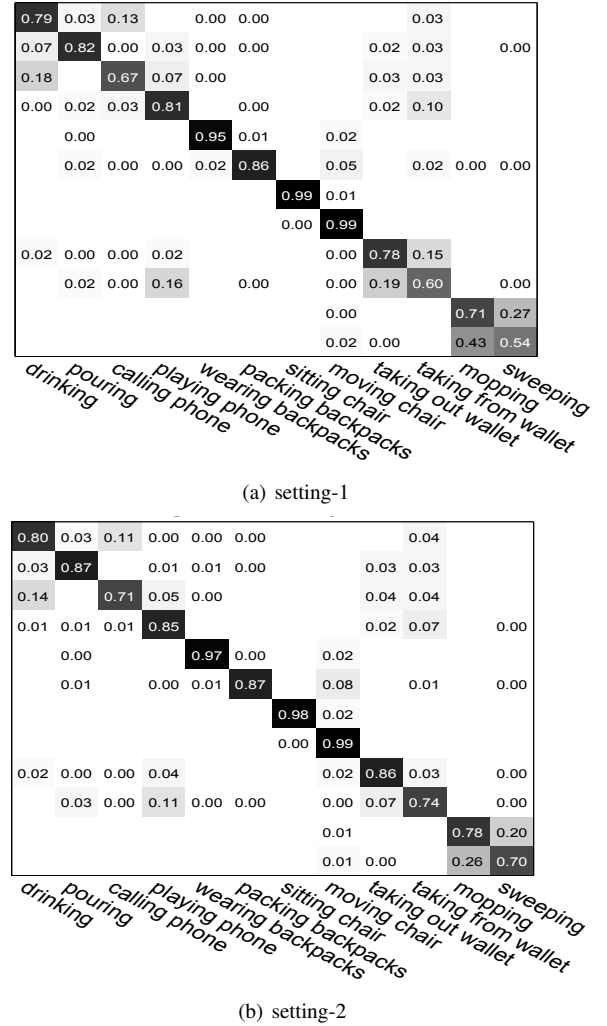 0.79 0.03 0.13 0.00 0.00 0.03
0.07 0.82 0.00 0.03 0.00 0.00 0.02 0.03 0.00
0.18 0.67 0.07 0.00 0.03 0.03
0.00 0.02 0.03 0.81 0.00 0.02 0.10
0.00 0.95 0.01 0.02
0.02 0.00 0.00 0.02 0.86 0.05 0.02 0.00 0.00
0.99 0.01
0.00 0.99
0.02 0.00 0.00 0.02 0.00 0.78 0.15
0.02 0.00 0.16 0.00 0.00 0.19 0.60 0.00
0.00 0.71 0.27
0.02 0.00 0.43 0.54
drinking
pouring
calling phone
playing phone
wearing backpacks
packing backpacks
sitting chair
moving chair
taking out wallet
taking from wallet
mopping
sweeping
(a) setting-1
0.80 0.03 0.11 0.00 0.00 0.00 0.04
0.03 0.87 0.01 0.01 0.00 0.03 0.03
0.14 0.71 0.05 0.00 0.04 0.04
0.01 0.01 0.01 0.85 0.02 0.07 0.00
0.00 0.97 0.00 0.02
0.01 0.00 0.01 0.87 0.08 0.01 0.00
0.98 0.02
0.00 0.99
0.02 0.00 0.00 0.04 0.02 0.86 0.03 0.00
0.03 0.00 0.11 0.00 0.00 0.00 0.07 0.74 0.00
0.01 0.78 0.20
0.01 0.00 0.26 0.70
drinking
pouring
calling phone
playing phone
wearing backpacks
packing backpacks
sitting chair
moving chair
taking out wallet
taking from wallet
mopping
sweeping
(b) setting-2